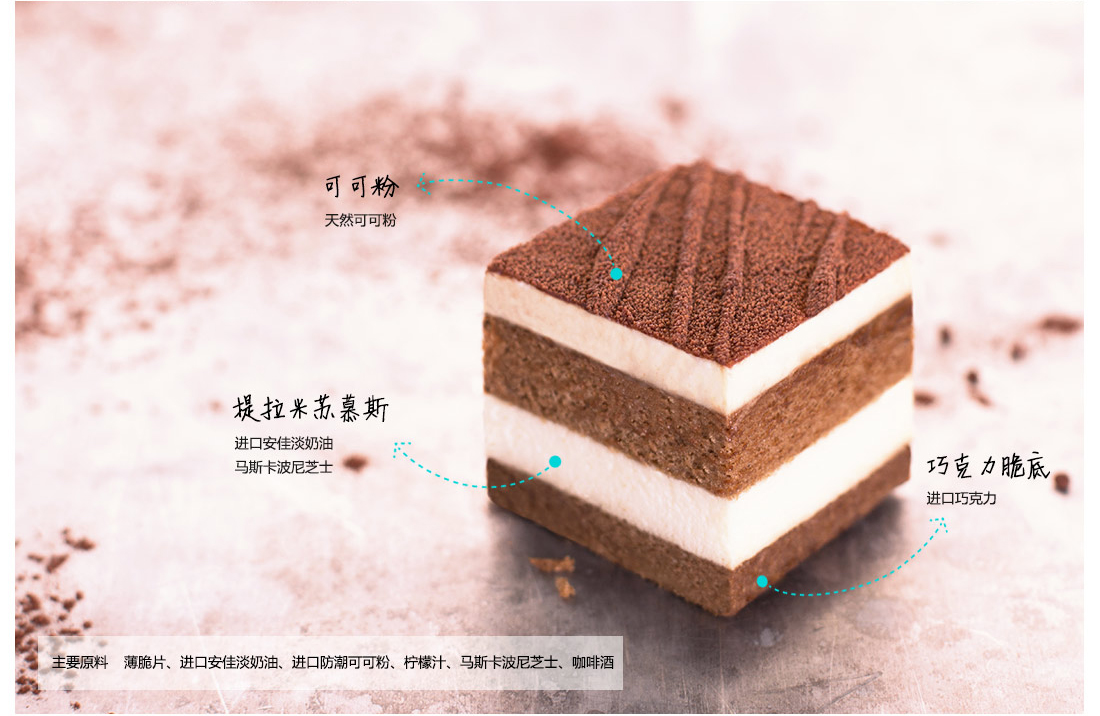 可可粉
天然可可粉
提拉米苏慕斯
进口安佳淡奶油
马斯卡波尼芝士
巧克力脆底
进口巧克力
主要原料 薄脆片、进口安佳淡奶油、进口防潮可可粉、柠檬汁、马斯卡波尼芝士、咖啡酒